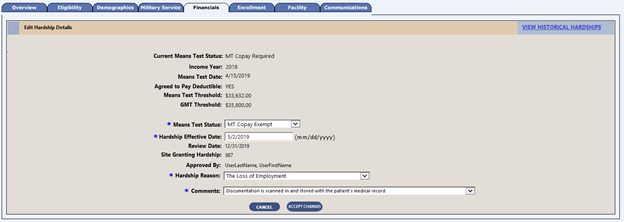 Overview Eligibility Demographics Military Service Financials Enrollment Facility Communications
Edit Hardship Details VIEW HISTORICAL HARDSHIPS
Current Means Test Status: MT Copay Required
Income Year: 2018
Means Test Date: 4/15/2019
Agreed to Pay Deductible: YES
Means Test Threshold: $33,632.00
GMT Threshold: $35,800.00
* Means Test Status: MT Copay Exempt
* Hardship Effective Date: 5/2/2019 (mm/dd/yyyy)
Review Date: 12/31/2019
Site Granting Hardship: 987
Approved By: UserLastName, UserFirstName
* Hardship Reason: The Loss of Employment
* Comments: Documentation is scanned in and stored with the patient's medical record
CANCEL ACCEPT CHANGES